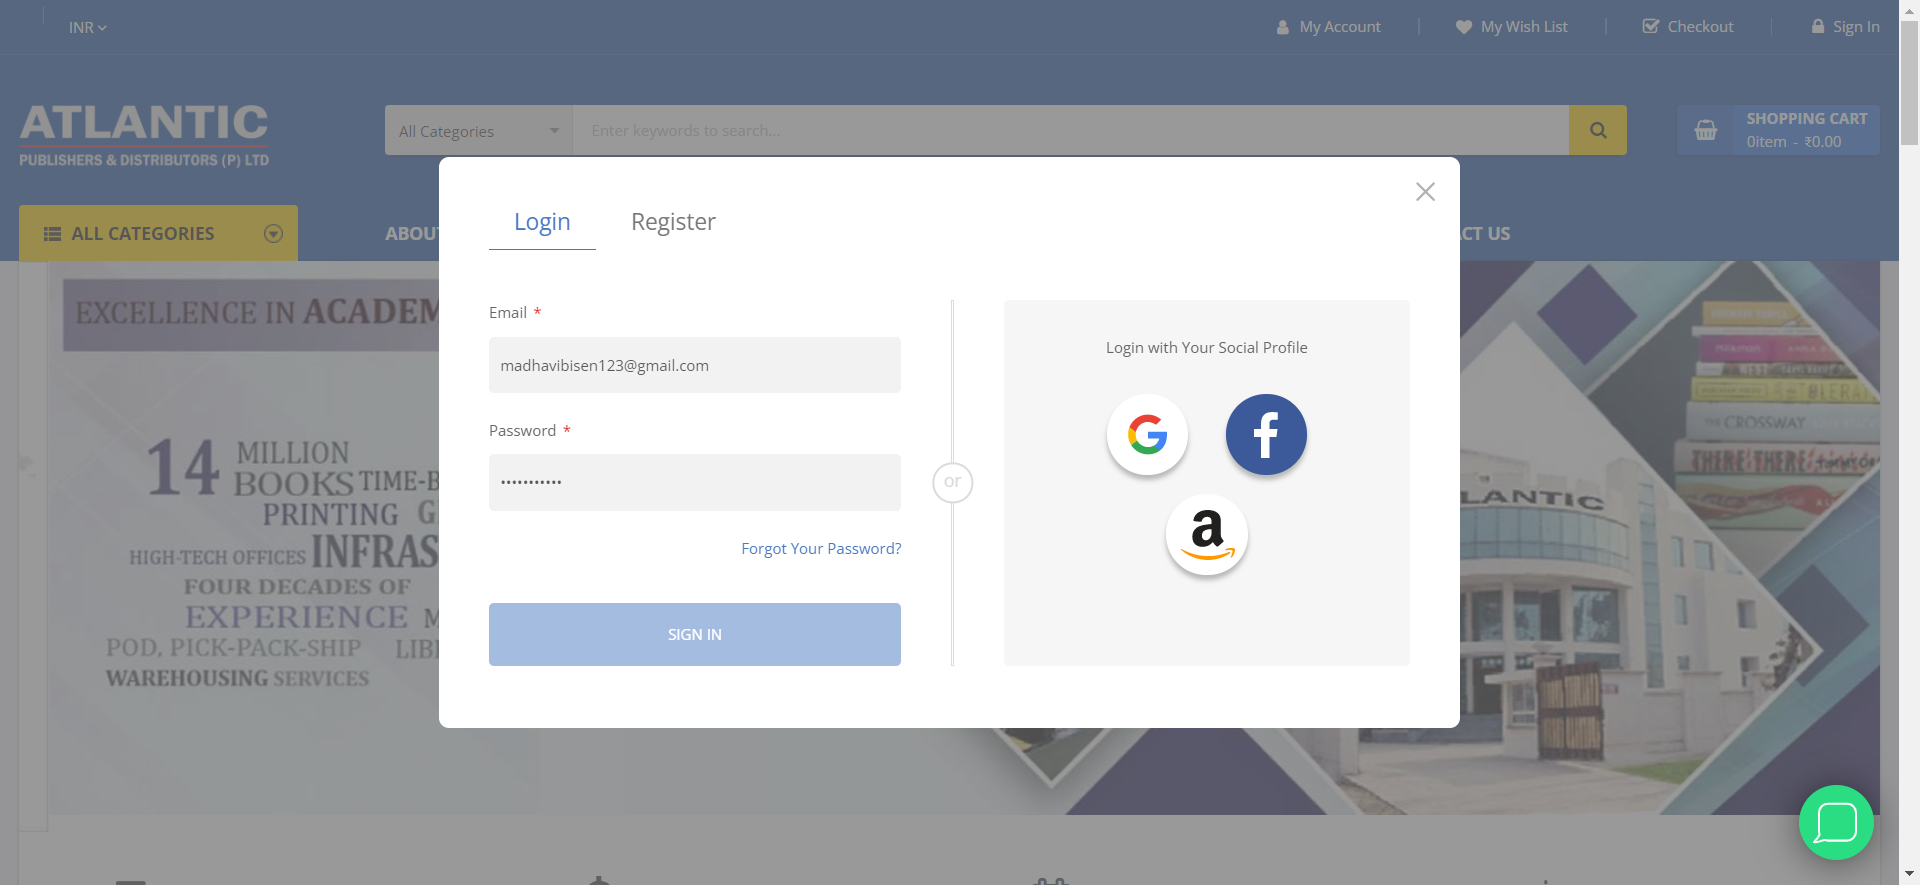 INR
My Account
My Wish List
Checkout
Sign In
ATLANTIC
PUBLISHERS & DISTRIBUTORS (P) LTD
All Categories
Enter keywords to search...
SHOPPING CART
0item - ₹0.00
ALL CATEGORIES
ABOU
ACT US
Login
Register
Email *
madhavibisen123@gmail.com
Password *
•••••••••••
Forgot Your Password?
SIGN IN
or
Login with Your Social Profile
EXCELLENCE IN ACADEM
14 MILLION
BOOKS TIME-B
PRINTING G
HIGH-TECH OFFICES INFRAS
FOUR DECADES OF
EXPERIENCE M
POD, PICK-PACK-SHIP LIB
WAREHOUSING SERVICES
THE CROSSWAY
LANTIC